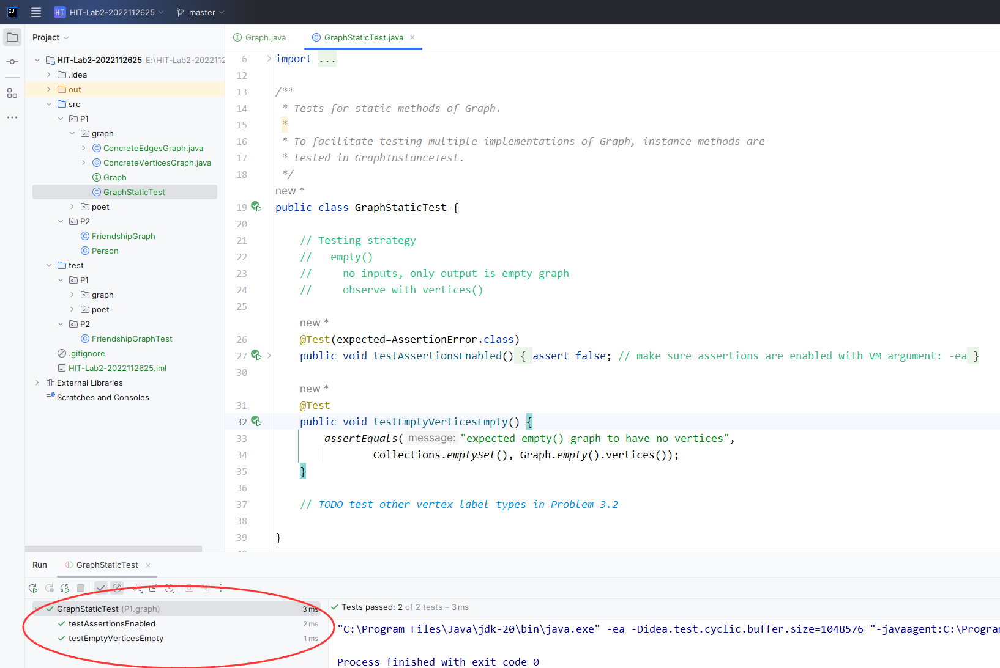 HI HIT-Lab2-2022112625 master
Project
HIT-Lab2-2022112625 E:\HIT-Lab2-202211
.idea
out
src
P1
graph
ConcreteEdgesGraph.java
ConcreteVerticesGraph.java
Graph
GraphStaticTest
poet
P2
FriendshipGraph
Person
test
P1
graph
poet
P2
FriendshipGraphTest
.gitignore
HIT-Lab2-2022112625.iml
External Libraries
Scratches and Consoles
Graph.java GraphStaticTest.java
6 import ...
12
13 /**
14 * Tests for static methods of Graph.
15 *
16 * To facilitate testing multiple implementations of Graph, instance methods are
17 * tested in GraphInstanceTest.
18 */
new *
19 public class GraphStaticTest {
20
21 // Testing strategy
22 // empty()
23 // no inputs, only output is empty graph
24 // observe with vertices()
25
new *
26 @Test(expected=AssertionError.class)
27 public void testAssertionsEnabled() { assert false; // make sure assertions are enabled with VM argument: -ea }
30
new *
31 @Test
32 public void testEmptyVerticesEmpty() {
33 assertEquals( message: "expected empty() graph to have no vertices",
34 Collections.emptySet(), Graph.empty().vertices());
35 }
36
37 // TODO test other vertex label types in Problem 3.2
38
39 }
Run GraphStaticTest
GraphStaticTest (P1.graph) 3 ms
testAssertionsEnabled 2 ms
testEmptyVerticesEmpty 1 ms
Tests passed: 2 of 2 tests – 3 ms
"C:\Program Files\Java\jdk-20\bin\java.exe" -ea -Didea.test.cyclic.buffer.size=1048576 "-javaagent:C:\Progra
Process finished with exit code 0